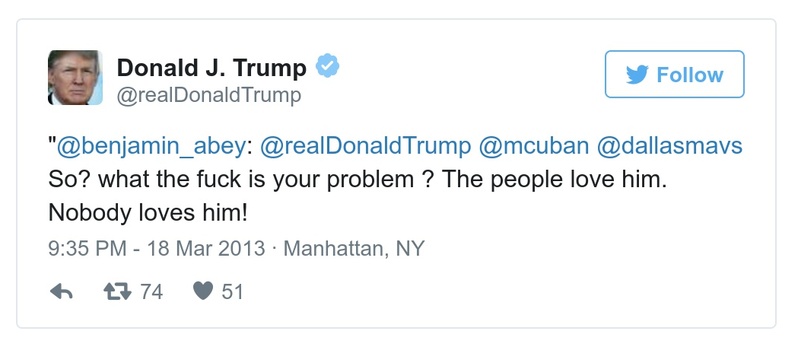 Donald J. Trump
Follow
@realDonaldTrump
"@benjamin_abey: @realDonaldTrump @mcuban @dallasmavs
So? what the fuck is your problem ? The people love him.
Nobody loves him!
9:35 PM - 18 Mar 2013 · Manhattan, NY
74 51